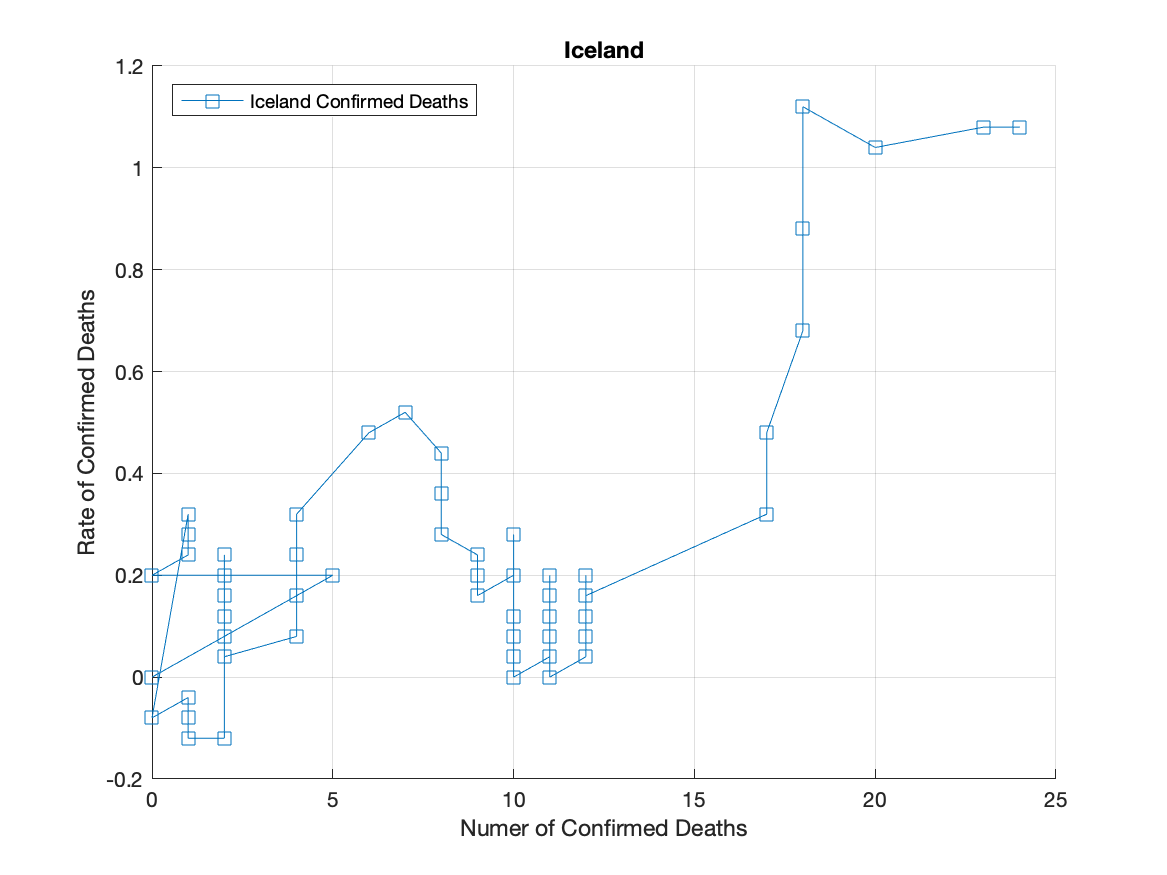 Iceland
Iceland Confirmed Deaths
1.2
1
0.8
0.6
0.4
0.2
0
-0.2
Rate of Confirmed Deaths
0 5 10 15 20 25
Numer of Confirmed Deaths